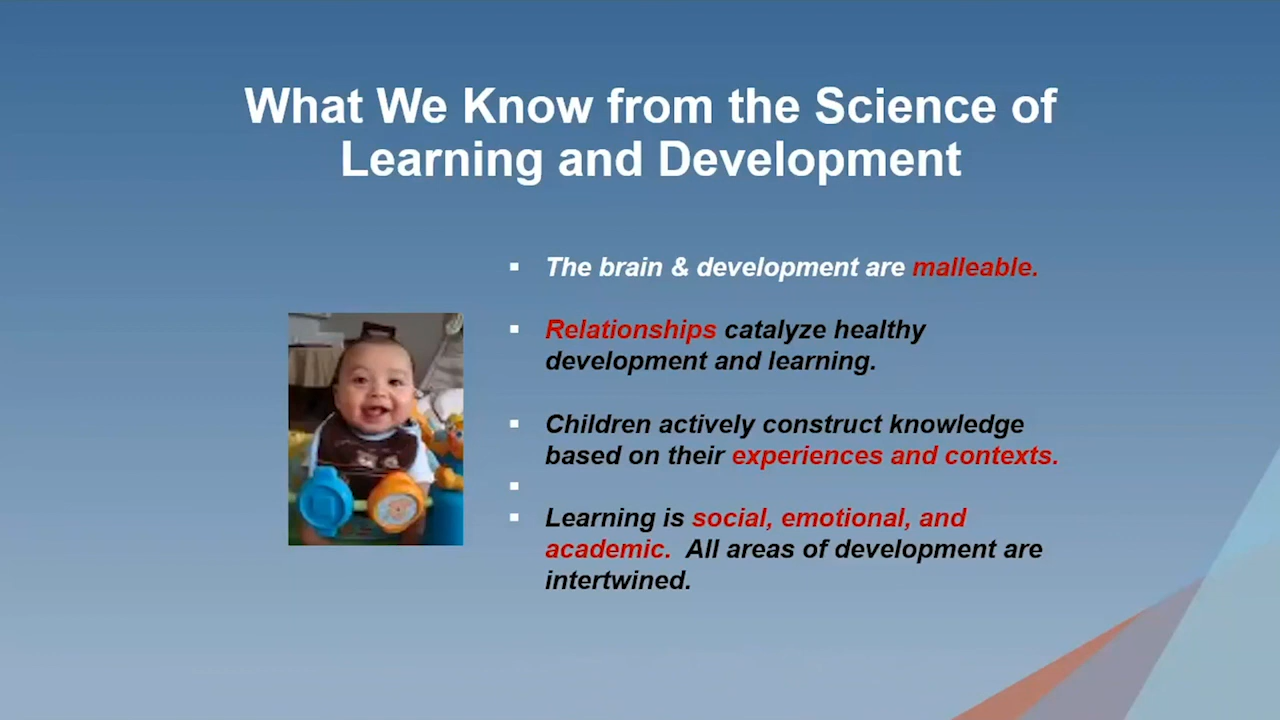 What We Know from the Science of
Learning and Development
▪ The brain & development are malleable.
▪ Relationships catalyze healthy
development and learning.
▪ Children actively construct knowledge
based on their experiences and contexts.
▪
▪ Learning is social, emotional, and
academic.  All areas of development are
intertwined.